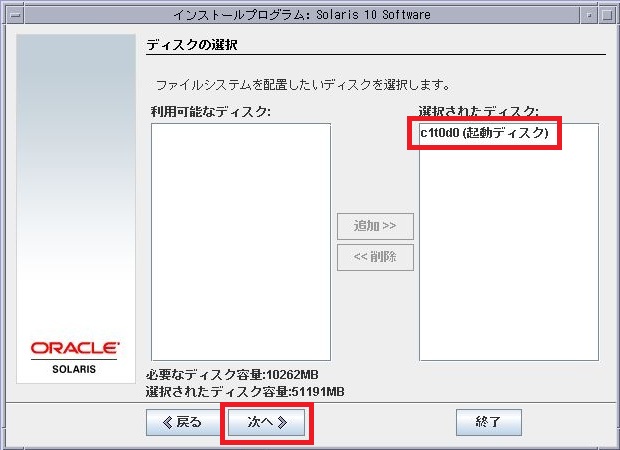 インストールプログラム: Solaris 10 Software
ディスクの選択
ファイルシステムを配置したいディスクを選択します。
利用可能なディスク:
選択されたディスク:
c1t0d0 (起動ディスク)
追加 >>
<< 削除
ORACLE
SOLARIS
必要なディスク容量:10262MB
選択されたディスク容量:51191MB
戻る
次へ
終了